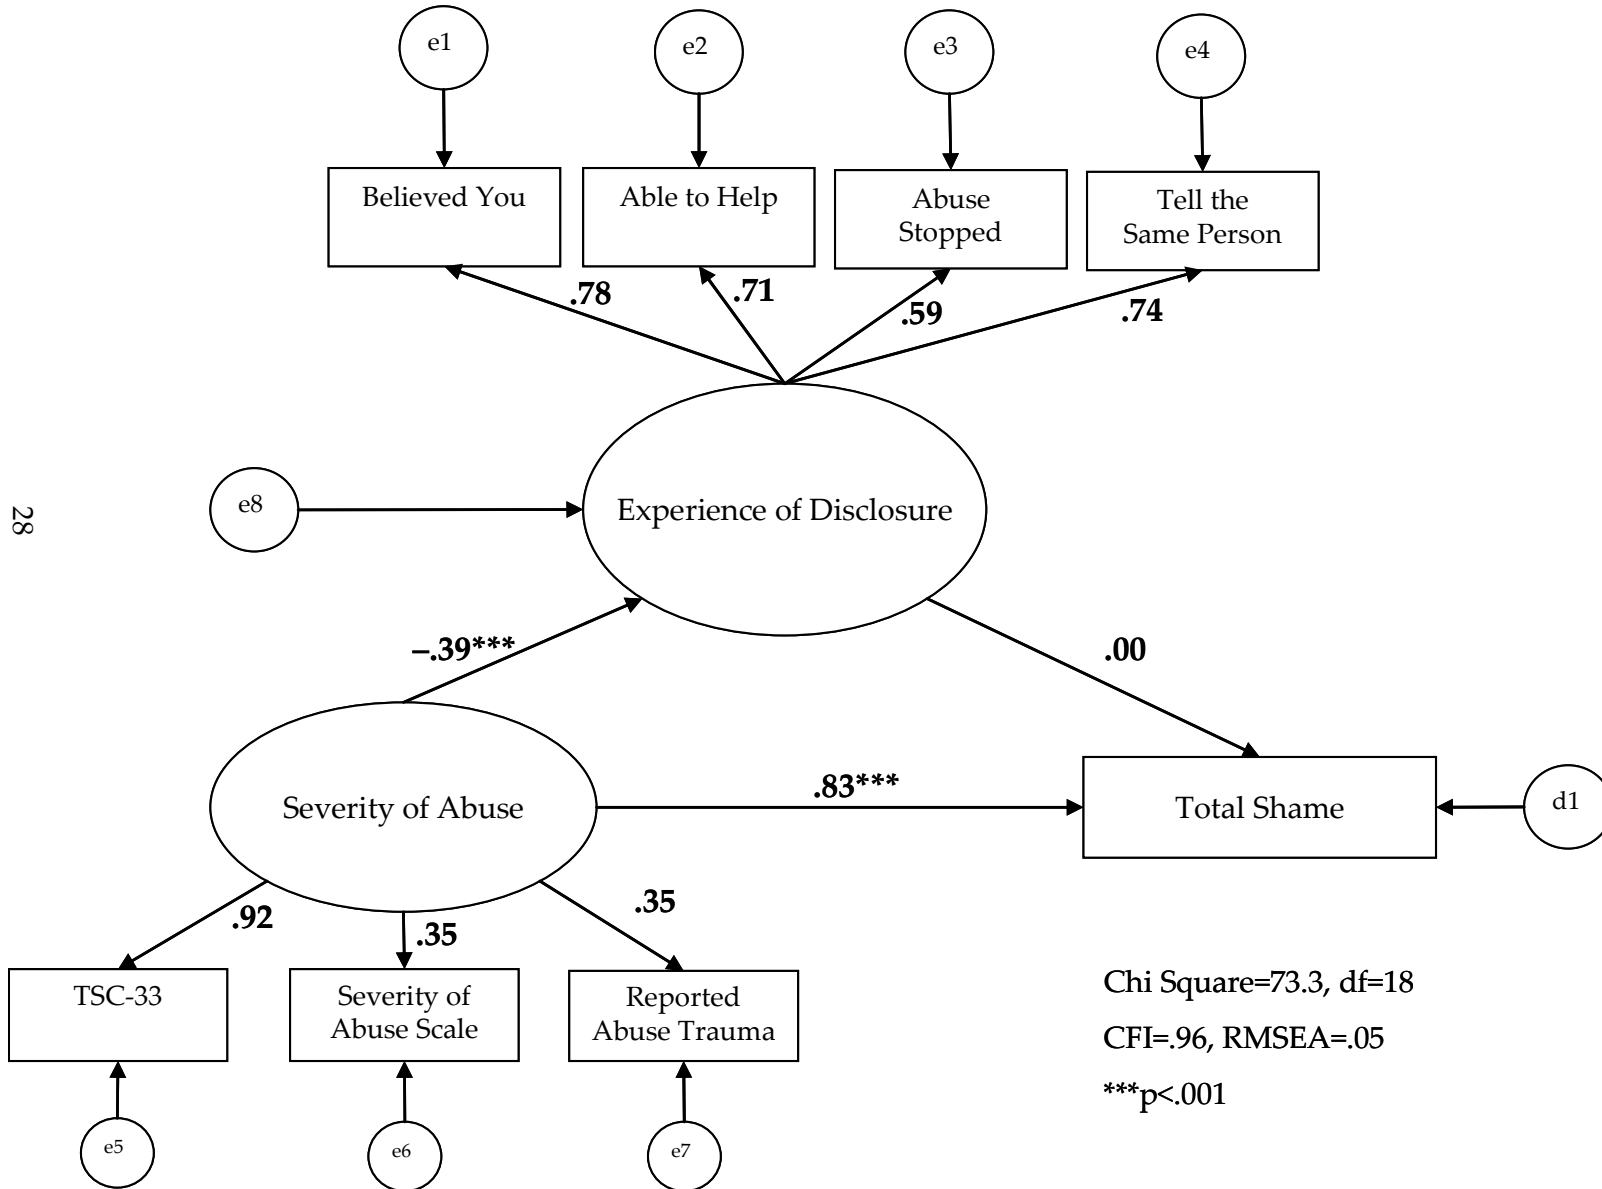 e1
e2
e3
e4
Believed You
Able to Help
Abuse
Stopped
Tell the
Same Person
.78
.71
.59
.74
e8
Experience of Disclosure
28
–.39***
.00
Severity of Abuse
.83***
Total Shame
d1
.92
.35
.35
TSC-33
Severity of
Abuse Scale
Reported
Abuse Trauma
e5
e6
e7
Chi Square=73.3, df=18
CFI=.96, RMSEA=.05
***p<.001